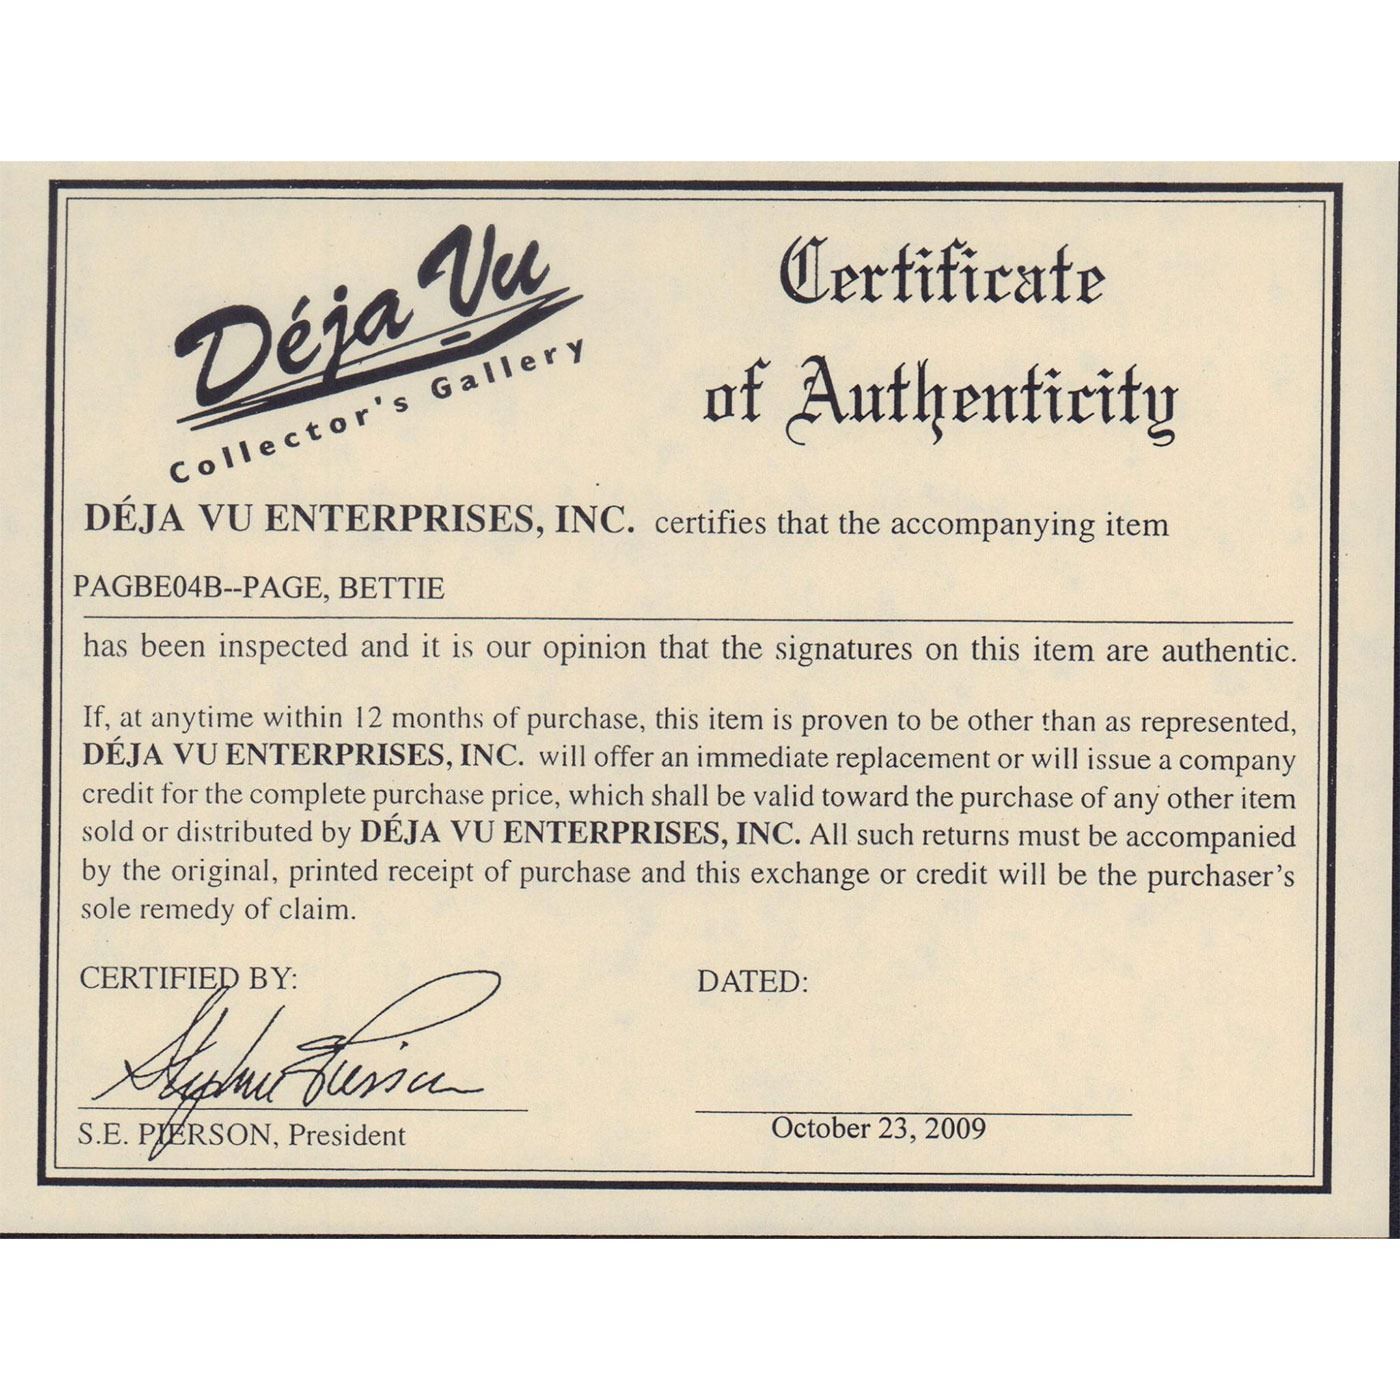 Déja Vu
Collector's Gallery
Certificate
of Authenticity
DÉJA VU ENTERPRISES, INC. certifies that the accompanying item
PAGBE04B--PAGE, BETTIE
has been inspected and it is our opinion that the signatures on this item are authentic.
If, at anytime within 12 months of purchase, this item is proven to be other than as represented,
DÉJA VU ENTERPRISES, INC. will offer an immediate replacement or will issue a company
credit for the complete purchase price, which shall be valid toward the purchase of any other item
sold or distributed by DÉJA VU ENTERPRISES, INC. All such returns must be accompanied
by the original, printed receipt of purchase and this exchange or credit will be the purchaser's
sole remedy of claim.
CERTIFIED BY:
DATED:
Stephen Pierson
S.E. PIERSON, President
October 23, 2009